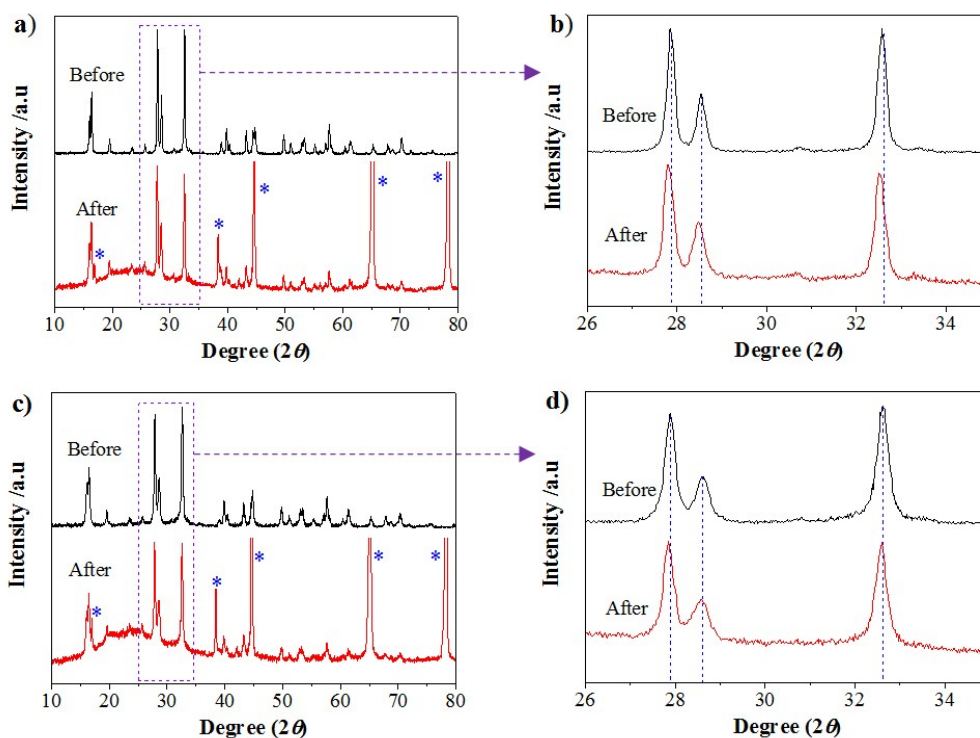 a)
Intensity /a.u
Before
After
*
*
*
*
*
10 20 30 40 50 60 70 80
Degree (2θ)
b)
Intensity /a.u
Before
After
26 28 30 32 34
Degree (2θ)
c)
Intensity /a.u
Before
After
*
*
*
*
*
10 20 30 40 50 60 70 80
Degree (2θ)
d)
Intensity /a.u
Before
After
26 28 30 32 34
Degree (2θ)